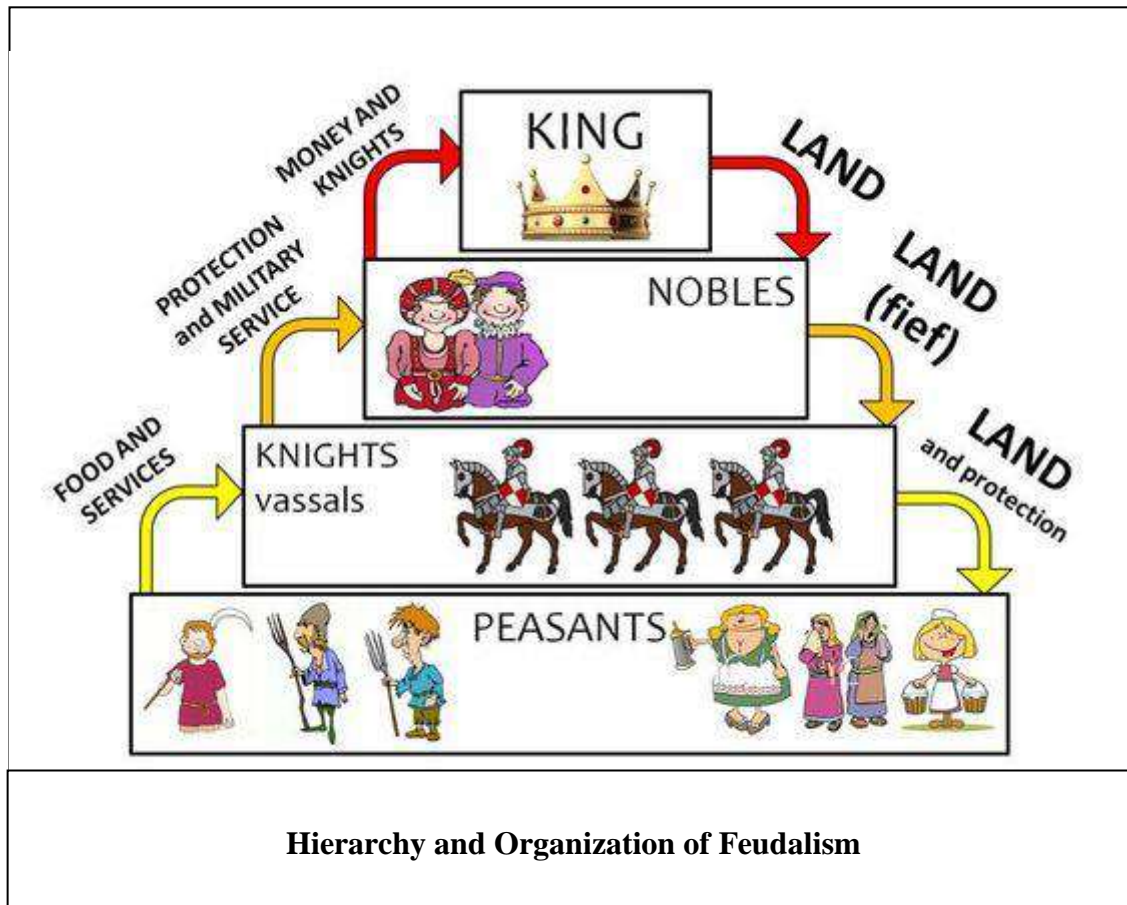 KING
MONEY AND
KNIGHTS
LAND
NOBLES
PROTECTION
and MILITARY
SERVICE
LAND
(fief)
KNIGHTS
vassals
FOOD AND
SERVICES
LAND
and protection
PEASANTS
Hierarchy and Organization of Feudalism